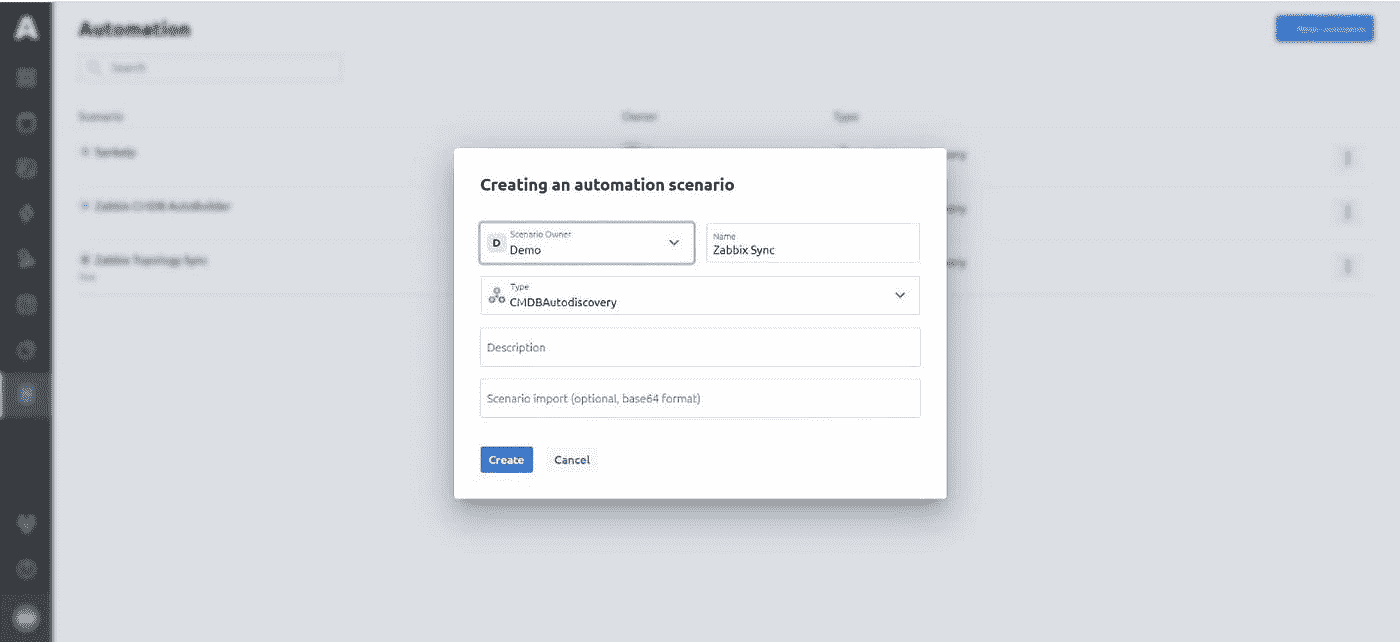 Automation
Search
Scenario Owner Type
Zabbix CMDB AutoBuilder
Zabbix Topology Sync
Creating an automation scenario
D
Scenario Owner
Demo
Name
Zabbix Sync
Type
CMDBAutodiscovery
Description
Scenario import (optional, base64 format)
Create Cancel